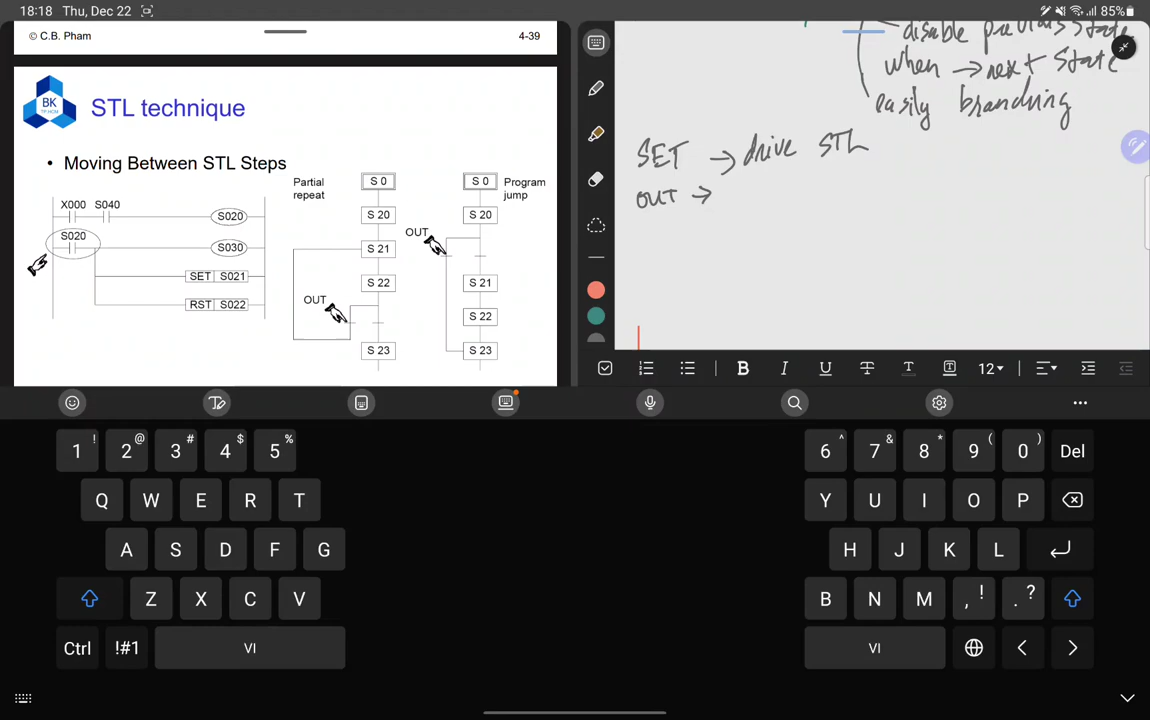 18:18 Thu, Dec 22
85%
© C.B. Pham
4-39
BK
TP.HCM
STL technique
• Moving Between STL Steps
X000 S040
S020
S020
S030
SET S021
RST S022
Partial
repeat
S 0
S 20
S 21
S 22
OUT
S 23
S 0
Program
jump
S 20
OUT
S 21
S 22
S 23
disable previous state
when → next state
easily branching
SET → drive STL
OUT →
B I U T T T 12
1 ! 2 @ 3 # 4 $ 5 %
6 ^ 7 & 8 * 9 ( 0 ) Del
Q W E R T
Y U I O P
A S D F G
H J K L
Z X C V
B N M , ! . ?
Ctrl !#1 VI
VI < >